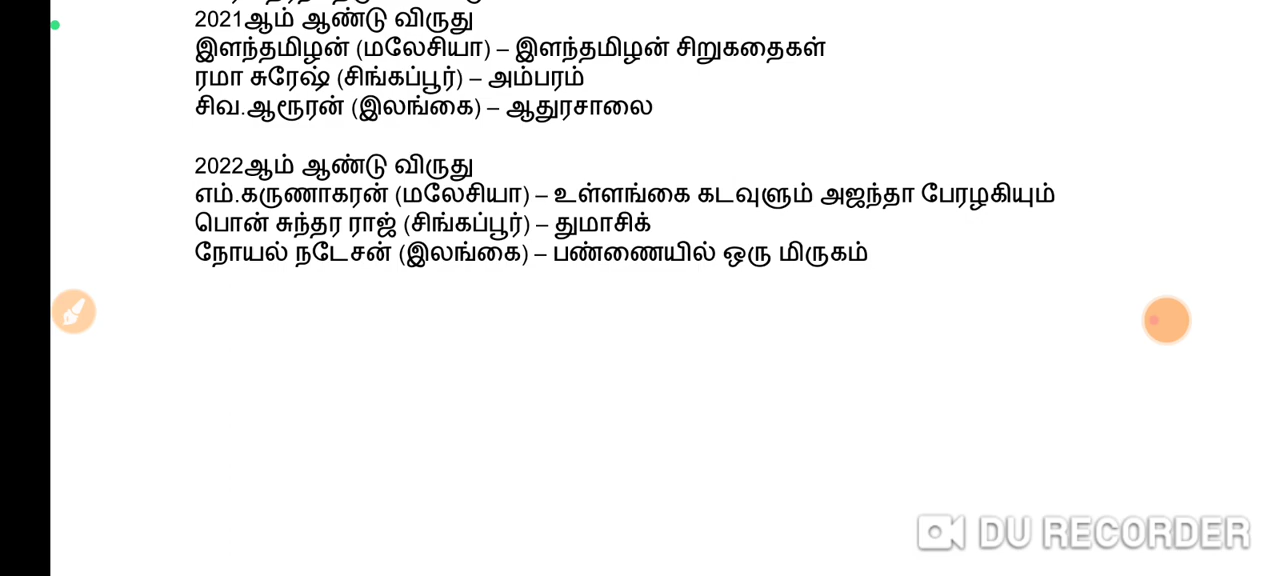 2021ஆம் ஆண்டு விருது
இளந்தமிழன் (மலேசியா) – இளந்தமிழன் சிறுகதைகள்
ரமா சுரேஷ் (சிங்கப்பூர்) – அம்பரம்
சிவ.ஆரூரன் (இலங்கை) – ஆதுரசாலை
2022ஆம் ஆண்டு விருது
எம்.கருணாகரன் (மலேசியா) – உள்ளங்கை கடவுளும் அஜந்தா பேரழகியும்
பொன் சுந்தர ராஜ் (சிங்கப்பூர்) – துமாசிக்
நோயல் நடேசன் (இலங்கை) – பண்ணையில் ஒரு மிருகம்
DU RECORDER